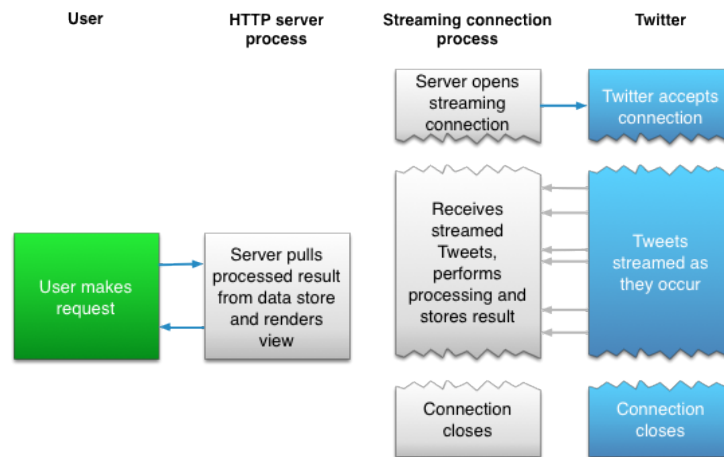 User
HTTP server
process
Streaming connection
process
Twitter
Server opens
streaming
connection
Twitter accepts
connection
User makes
request
Server pulls
processed result
from data store
and renders
view
Receives
streamed
Tweets,
performs
processing and
stores result
Tweets
streamed as
they occur
Connection
closes
Connection
closes